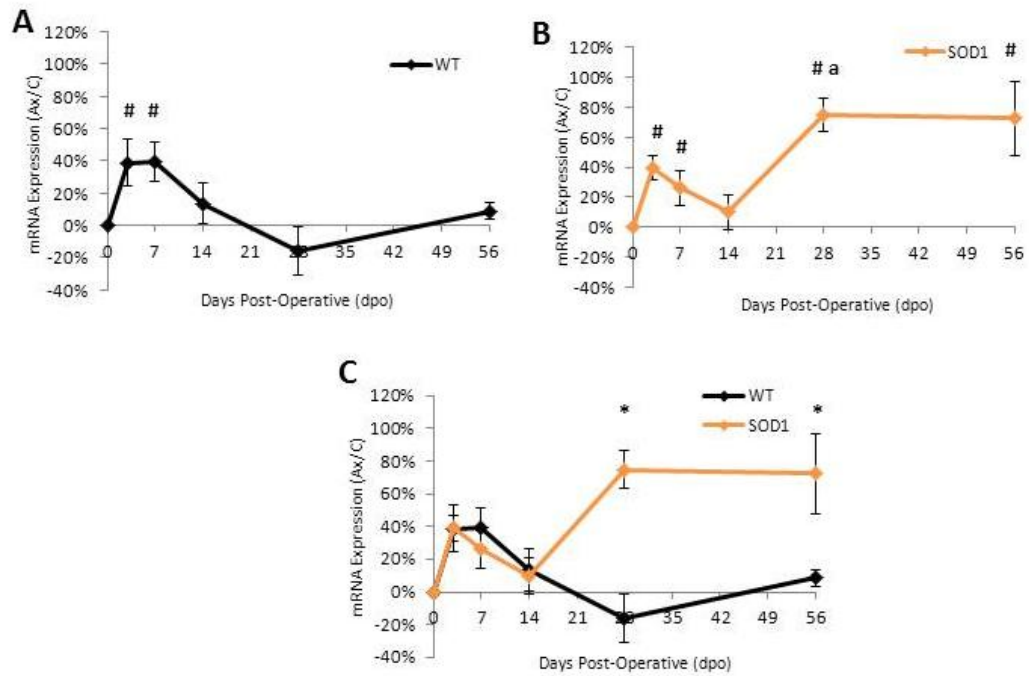 A
WT
mRNA Expression (Ax/C)
120%
100%
80%
60%
40%
20%
0%
-20%
-40%
# #
0 7 14 28 35 42 49 56
Days Post-Operative (dpo)
B
SOD1
mRNA Expression (Ax/C)
120%
100%
80%
60%
40%
20%
0%
-20%
-40%
# # # a #
0 7 14 21 28 35 42 49 56
Days Post-Operative (dpo)
C
WT
SOD1
mRNA Expression (Ax/C)
120%
100%
80%
60%
40%
20%
0%
-20%
-40%
* *
0 7 14 21 28 35 42 49 56
Days Post-Operative (dpo)